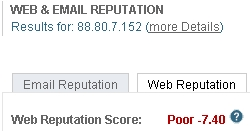 WEB & EMAIL REPUTATION
Results for: 88.80.7.152 (more Details)
Email Reputation Web Reputation
Web Reputation Score: Poor -7.40 ?